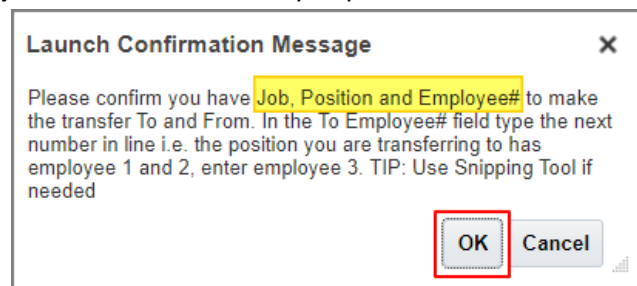 Launch Confirmation Message
Please confirm you have Job, Position and Employee# to make
the transfer To and From. In the To Employee# field type the next
number in line i.e. the position you are transferring to has
employee 1 and 2, enter employee 3. TIP: Use Snipping Tool if
needed
OK Cancel